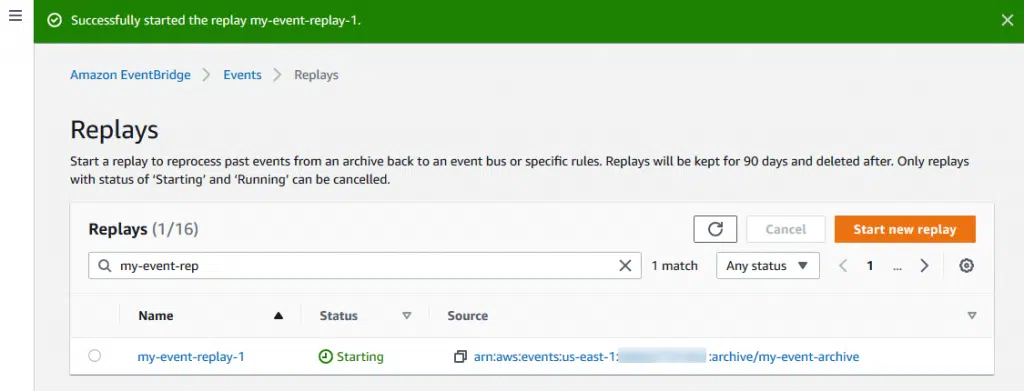 Successfully started the replay my-event-replay-1.
Amazon EventBridge > Events > Replays
Replays
Start a replay to reprocess past events from an archive back to an event bus or specific rules. Replays will be kept for 90 days and deleted after. Only replays
with status of ‘Starting’ and ‘Running’ can be cancelled.
Replays (1/16) Cancel Start new replay
my-event-rep 1 match Any status 1 ...
Name Status Source
my-event-replay-1 Starting arn:aws:events:us-east-1: :archive/my-event-archive